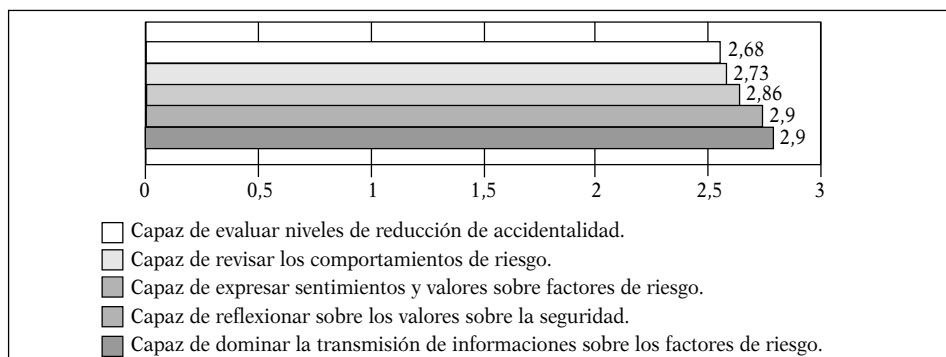 2,68
2,73
2,86
2,9
2,9
0 0,5 1 1,5 2 2,5 3
Capaz de evaluar niveles de reducción de accidentalidad.
Capaz de revisar los comportamientos de riesgo.
Capaz de expresar sentimientos y valores sobre factores de riesgo.
Capaz de reflexionar sobre los valores sobre la seguridad.
Capaz de dominar la transmisión de informaciones sobre los factores de riesgo.